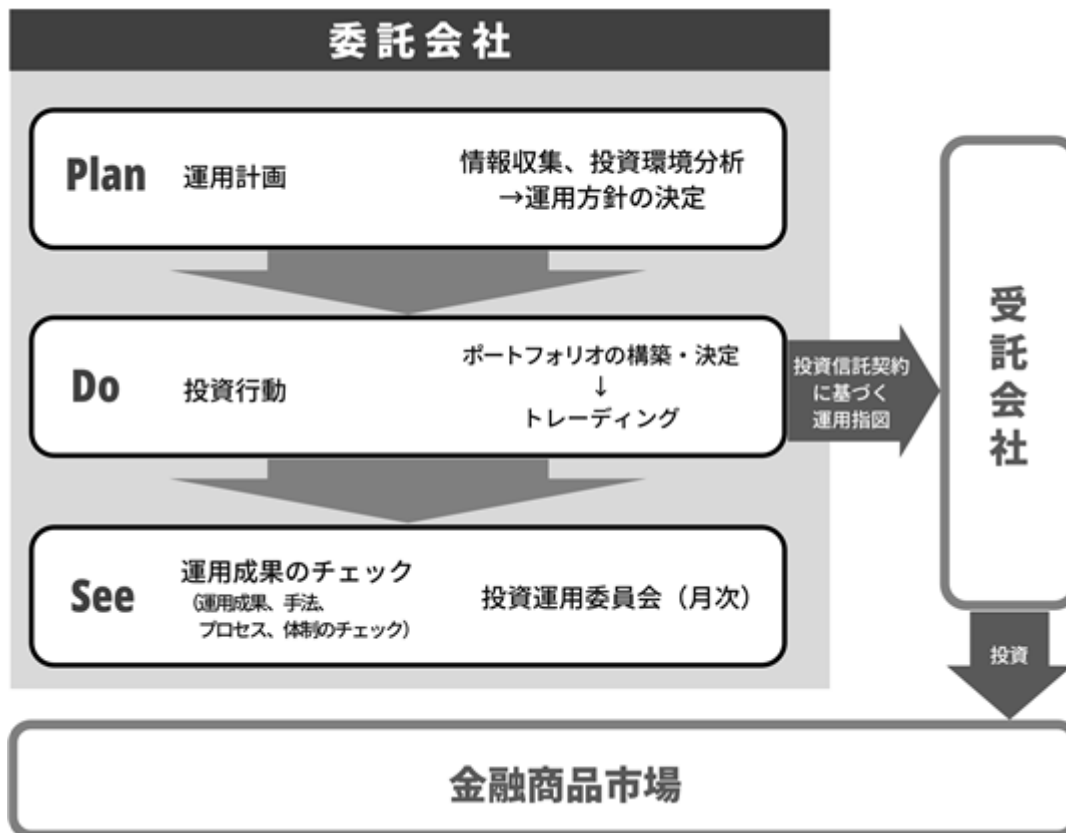 委託会社
Plan 運用計画
情報収集、投資環境分析
→運用方針の決定
Do 投資行動
ポートフォリオの構築・決定
↓
トレーディング
投資信託契約
に基づく
運用指図
受託会社
See 運用成果のチェック
(運用成果、手法、
プロセス、体制のチェック)
投資運用委員会（月次）
投資
金融商品市場